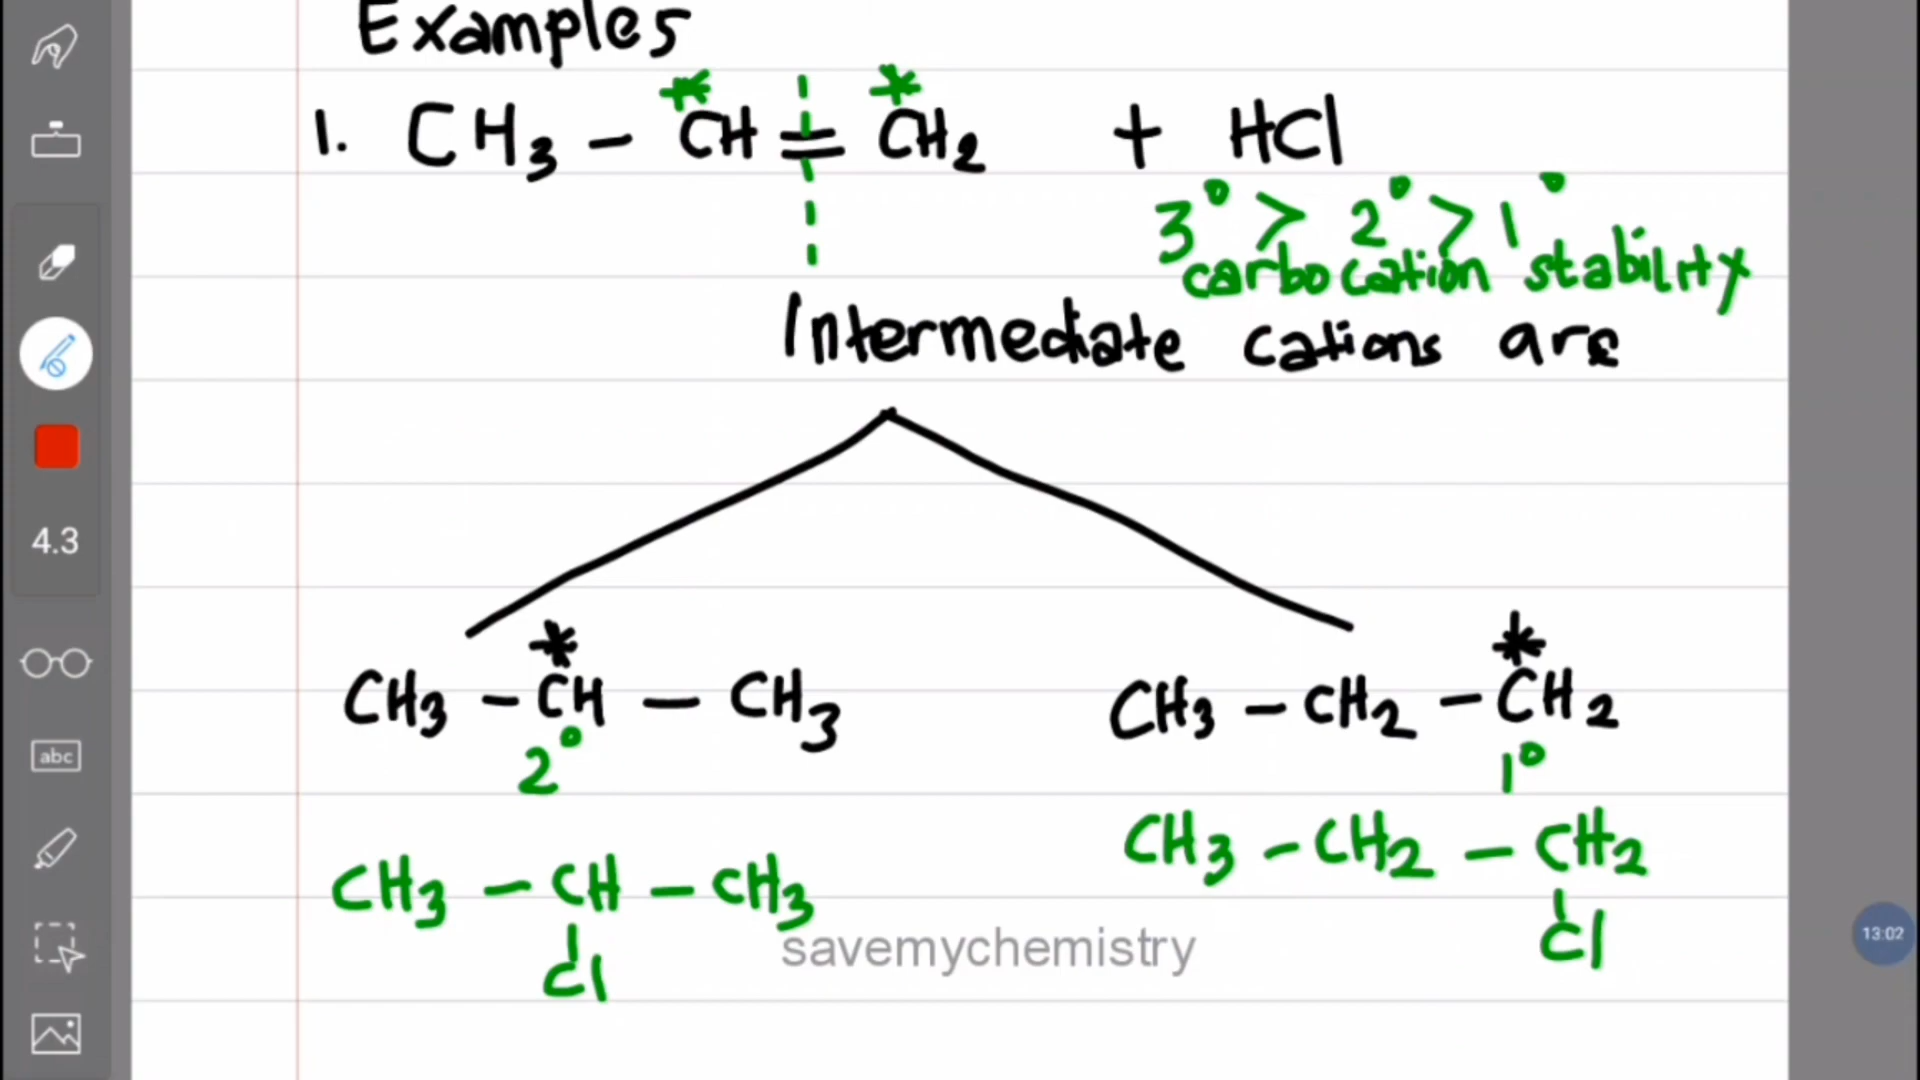 Examples
* *
1. CH3 - CH = CH2 + HCl
3° > 2° > 1°
carbocation stability
Intermediate cations are
4.3
* *
CH3 - CH - CH3 CH3 - CH2 - CH2
2° 1°
abc
CH3 - CH - CH3 CH3 - CH2 - CH2
Cl Cl
savemychemistry
13:02